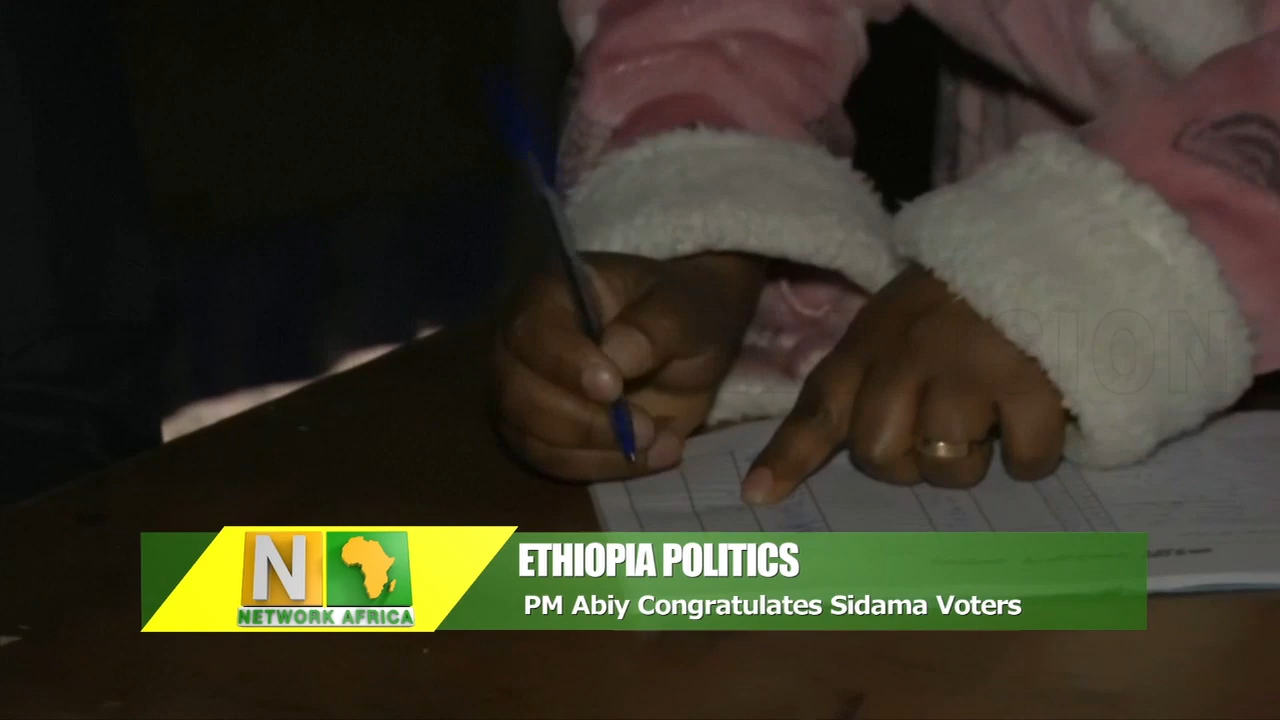 ETHIOPIA POLITICS
N
NETWORK AFRICA
PM Abiy Congratulates Sidama Voters